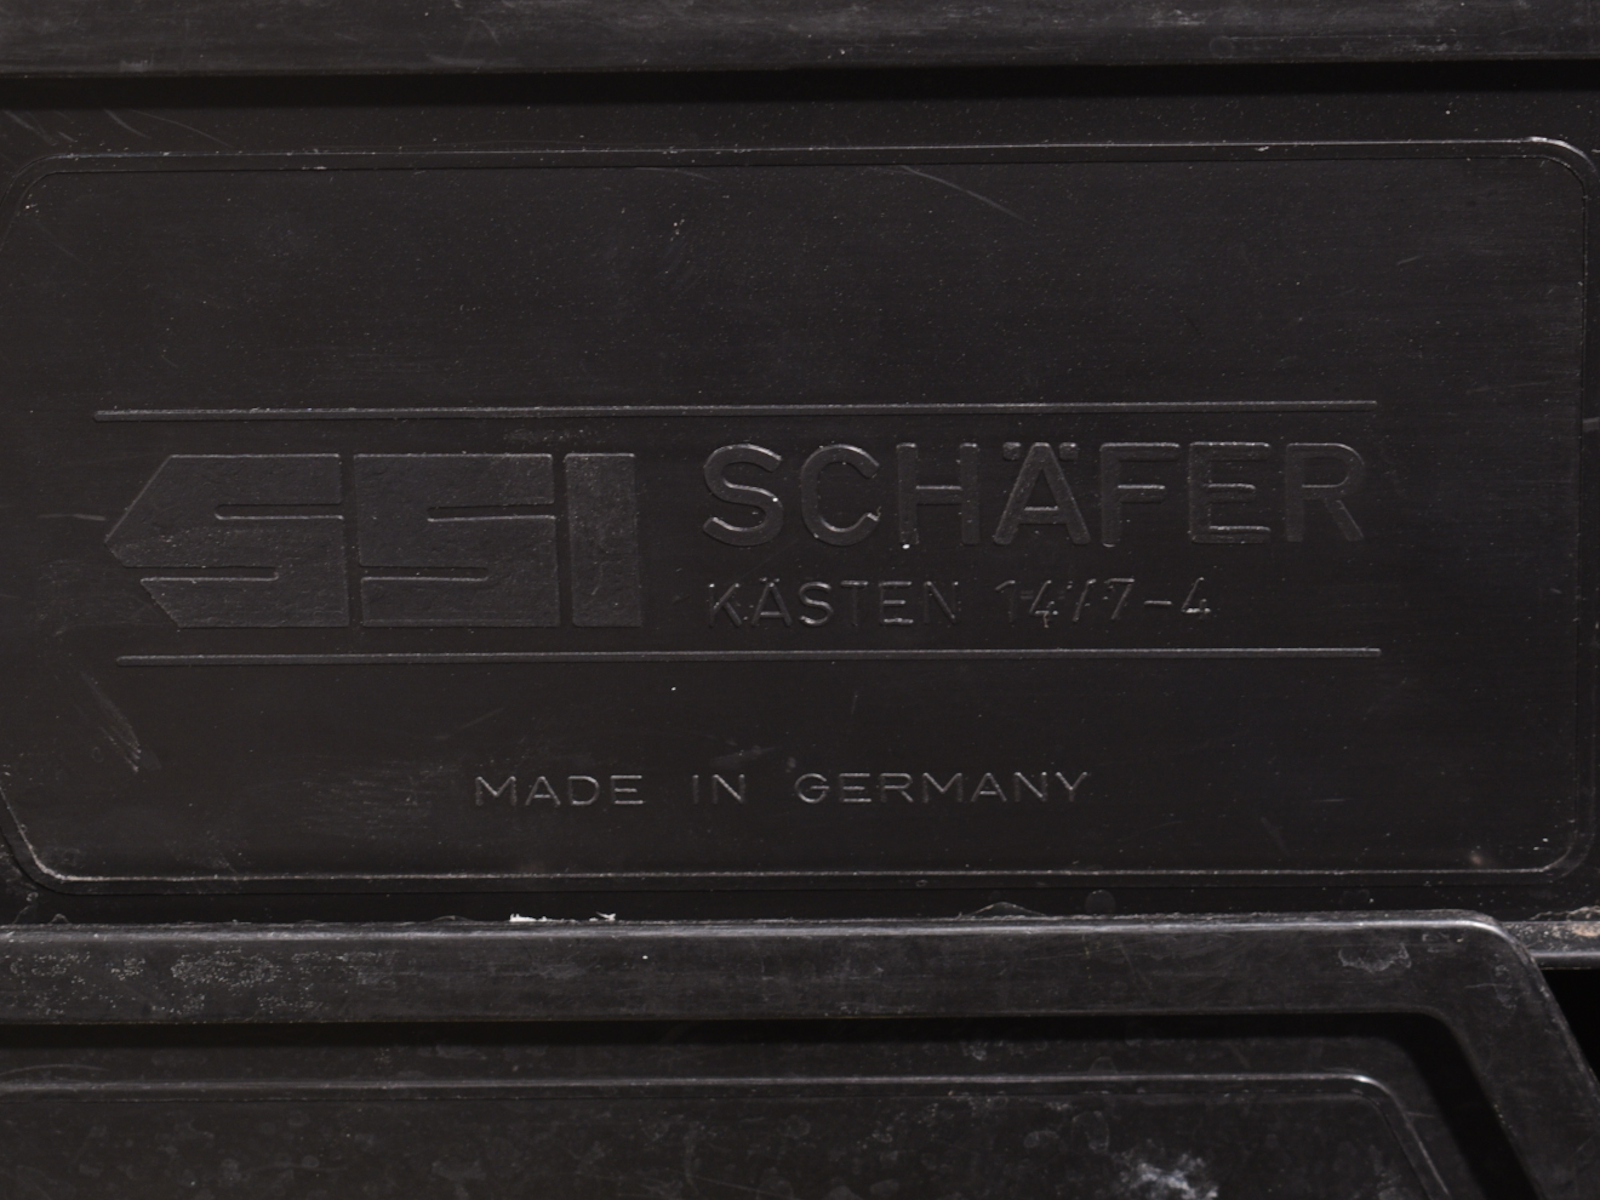 SSI SCHÄFER
KÄSTEN 14/7-4
MADE IN GERMANY